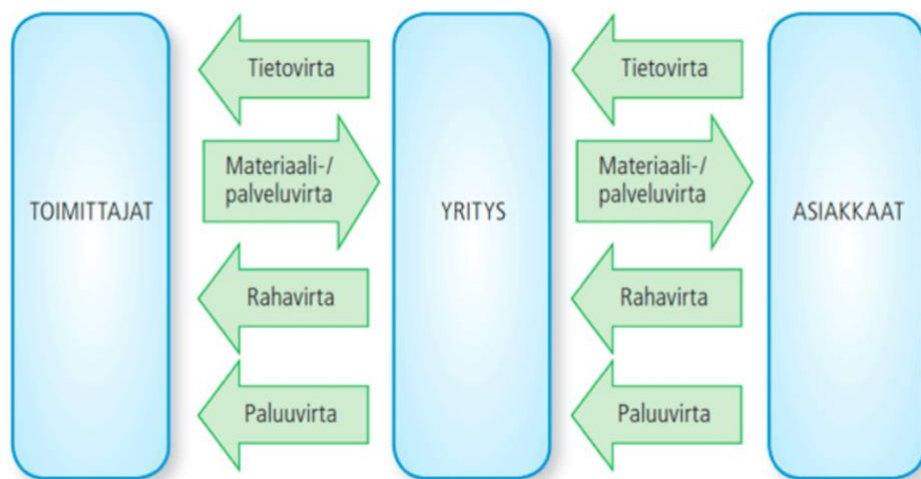 Tietovirta
Tietovirta
Materiaali-/
palveluvirta
Materiaali-/
palveluvirta
TOIMITTAJAT
YRITYS
ASIAKKAAT
Rahavirta
Rahavirta
Paluuvirta
Paluuvirta